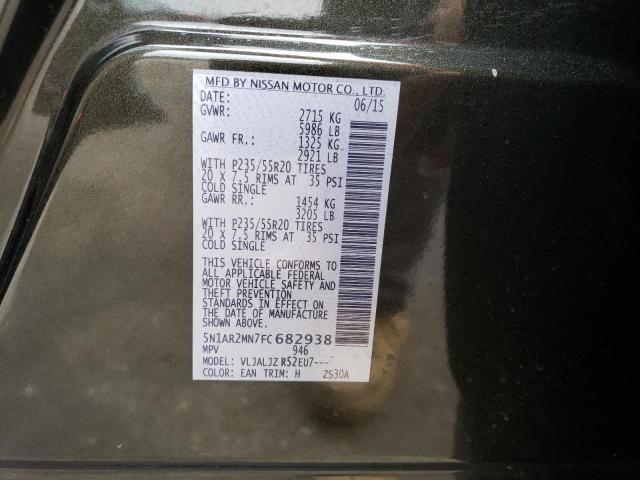 MFD BY NISSAN MOTOR CO., LTD.
DATE: 06/15
GVWR: 2715 KG
5986 LB
GAWR FR.: 1325 KG
2921 LB
WITH P235/55R20 TIRES
20 X 7.5 RIMS AT 35 PSI
COLD SINGLE
GAWR RR.: 1454 KG
3205 LB
WITH P235/55R20 TIRES
20 X 7.5 RIMS AT 35 PSI
COLD SINGLE
THIS VEHICLE CONFORMS TO
ALL APPLICABLE FEDERAL
MOTOR VEHICLE SAFETY AND
THEFT PREVENTION
STANDARDS IN EFFECT ON
THE DATE OF MANUFACTURE
SHOWN ABOVE.
5N1AR2MN7FC682938
MPV 946
MODEL: VLJALJZ R52EU7---
COLOR: EAN TRIM: H ZS30A